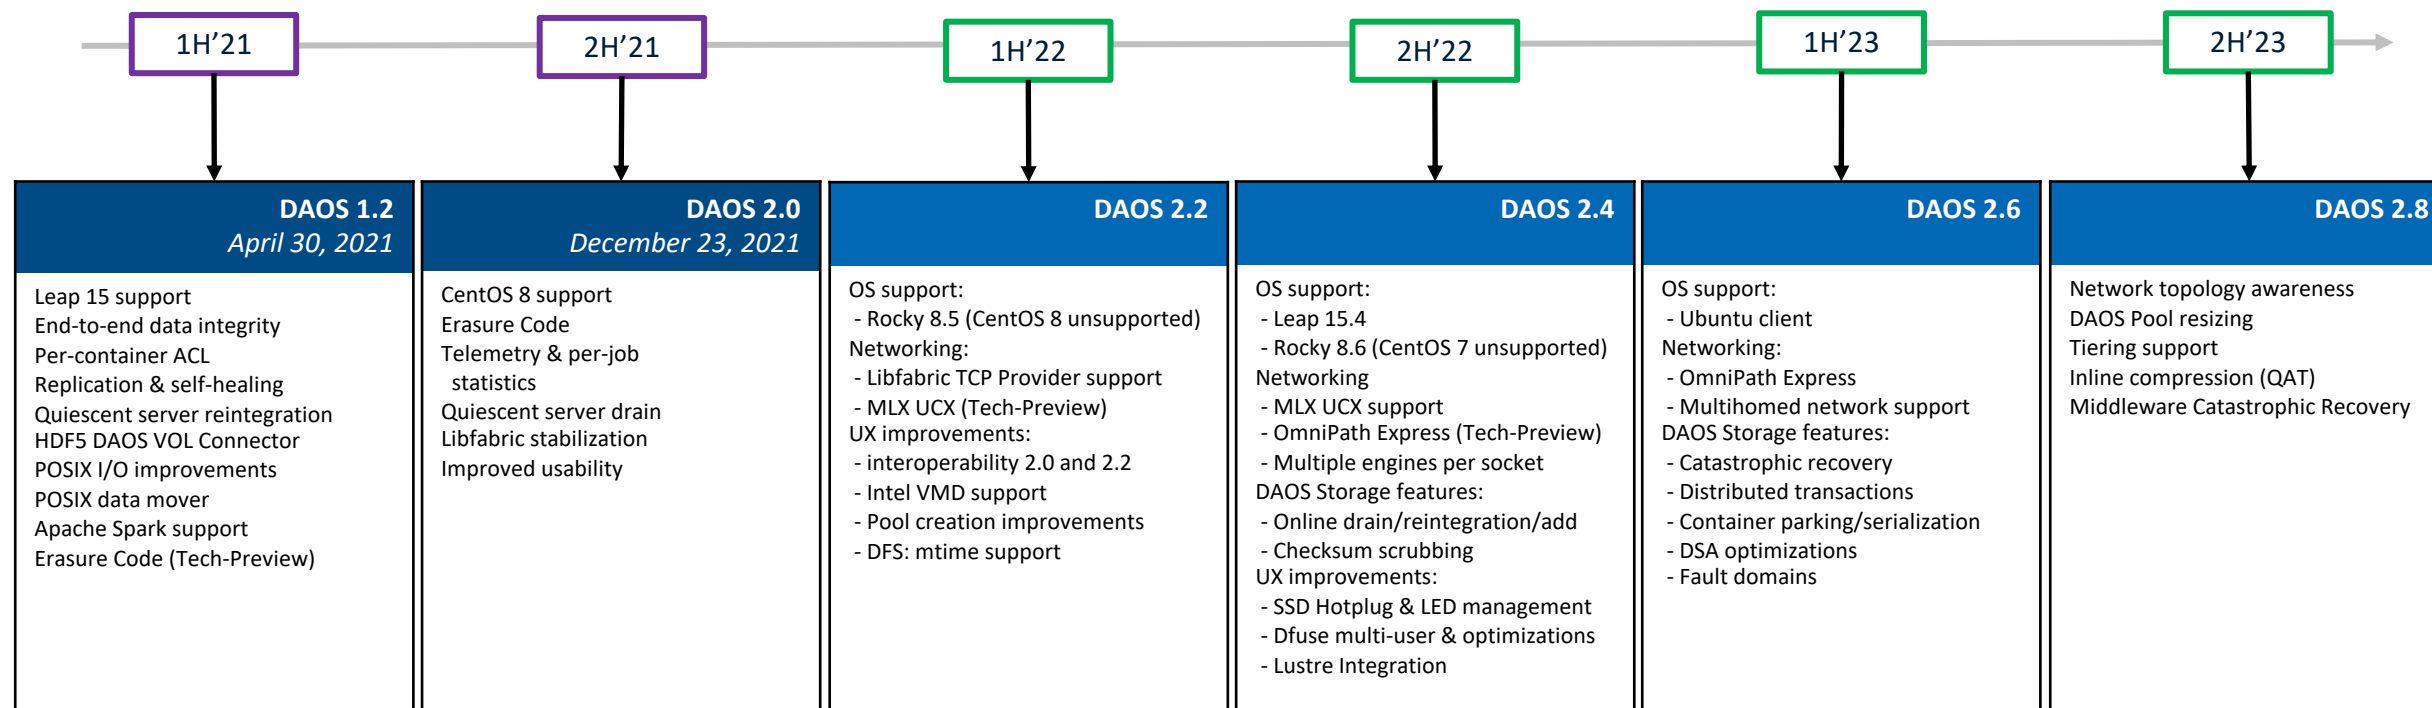 1H’21
2H’21
1H’22
2H’22
1H’23
2H’23
DAOS 1.2
April 30, 2021
Leap 15 support
End-to-end data integrity
Per-container ACL
Replication & self-healing
Quiescent server reintegration
HDF5 DAOS VOL Connector
POSIX I/O improvements
POSIX data mover
Apache Spark support
Erasure Code (Tech-Preview)
DAOS 2.0
December 23, 2021
CentOS 8 support
Erasure Code
Telemetry & per-job
statistics
Quiescent server drain
Libfabric stabilization
Improved usability
DAOS 2.2
OS support:
- Rocky 8.5 (CentOS 8 unsupported)
Networking:
- Libfabric TCP Provider support
- MLX UCX (Tech-Preview)
UX improvements:
- interoperability 2.0 and 2.2
- Intel VMD support
- Pool creation improvements
- DFS: mtime support
DAOS 2.4
OS support:
- Leap 15.4
- Rocky 8.6 (CentOS 7 unsupported)
Networking
- MLX UCX support
- OmniPath Express (Tech-Preview)
- Multiple engines per socket
DAOS Storage features:
- Online drain/reintegration/add
- Checksum scrubbing
UX improvements:
- SSD Hotplug & LED management
- Dfuse multi-user & optimizations
- Lustre Integration
DAOS 2.6
OS support:
- Ubuntu client
Networking:
- OmniPath Express
- Multihomed network support
DAOS Storage features:
- Catastrophic recovery
- Distributed transactions
- Container parking/serialization
- DSA optimizations
- Fault domains
DAOS 2.8
Network topology awareness
DAOS Pool resizing
Tiering support
Inline compression (QAT)
Middleware Catastrophic Recovery